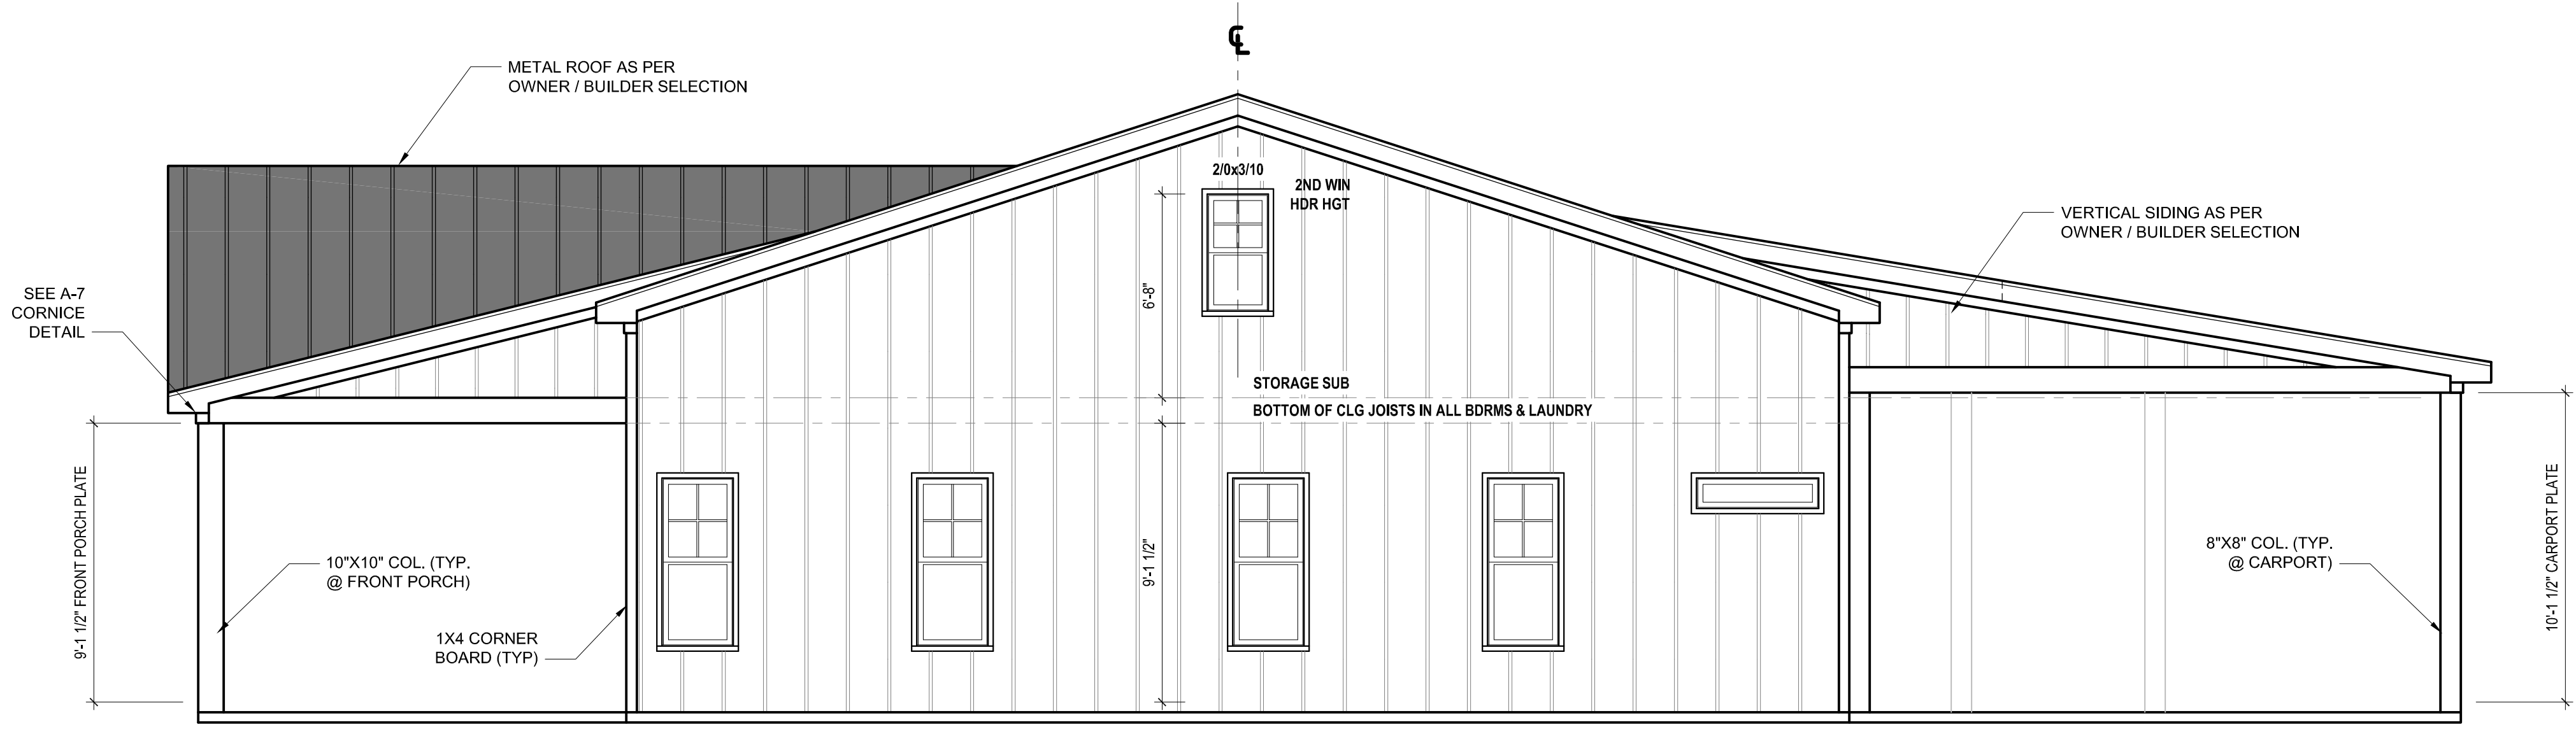 ℄
METAL ROOF AS PER
OWNER / BUILDER SELECTION
2/0x3/10
2ND WIN
HDR HGT
VERTICAL SIDING AS PER
OWNER / BUILDER SELECTION
SEE A-7
CORNICE
DETAIL
6'-8"
STORAGE SUB
BOTTOM OF CLG JOISTS IN ALL BDRMS & LAUNDRY
9'-1 1/2" FRONT PORCH PLATE
10"X10" COL. (TYP.
@ FRONT PORCH)
1X4 CORNER
BOARD (TYP)
9'-1 1/2"
8"X8" COL. (TYP.
@ CARPORT)
10'-1 1/2" CARPORT PLATE